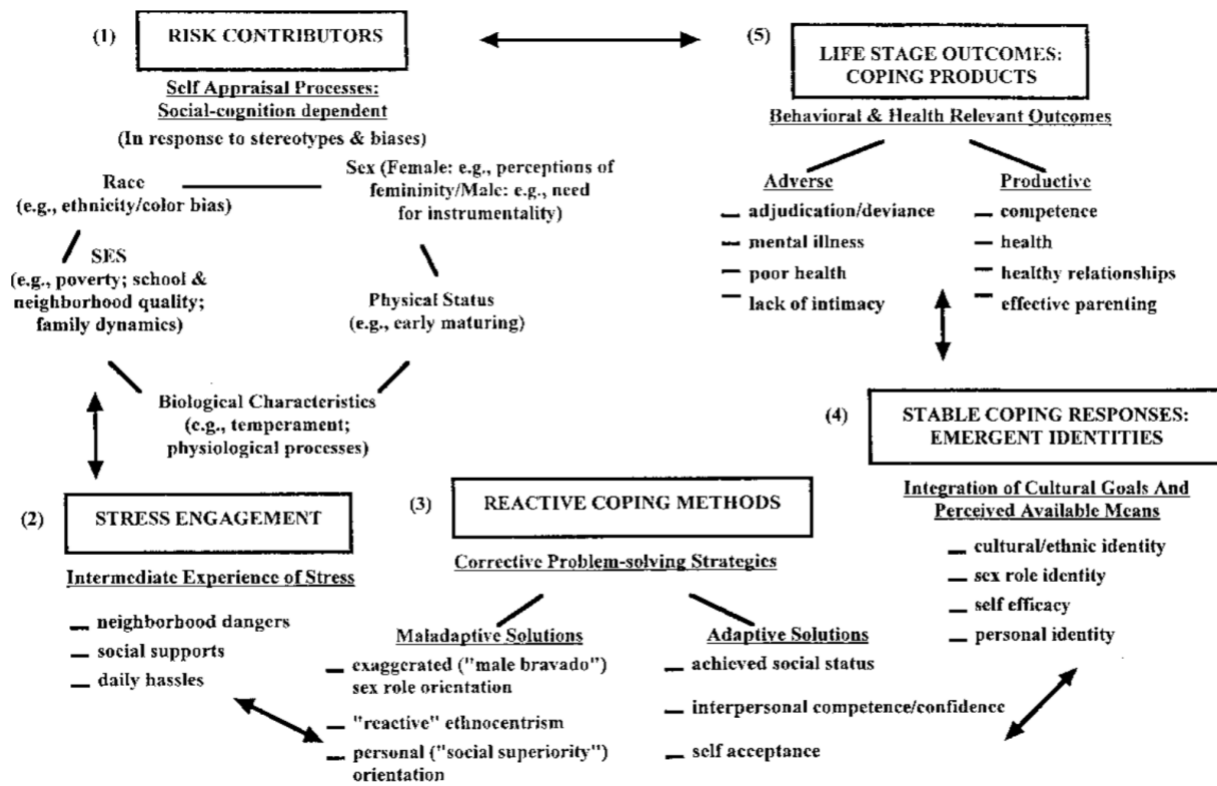 (1)
RISK CONTRIBUTORS
Self Appraisal Processes:
Social-cognition dependent
(In response to stereotypes & biases)
Race
(e.g., ethnicity/color bias)
Sex (Female: e.g., perceptions of
femininity/Male: e.g., need
for instrumentality)
SES
(e.g., poverty; school &
neighborhood quality;
family dynamics)
Physical Status
(e.g., early maturing)
Biological Characteristics
(e.g., temperament;
physiological processes)
(2)
STRESS ENGAGEMENT
Intermediate Experience of Stress
neighborhood dangers
social supports
daily hassles
(3)
REACTIVE COPING METHODS
Corrective Problem-solving Strategies
Maladaptive Solutions
exaggerated ("male bravado")
sex role orientation
"reactive" ethnocentrism
personal ("social superiority")
orientation
Adaptive Solutions
achieved social status
interpersonal competence/confidence
self acceptance
(4)
STABLE COPING RESPONSES:
EMERGENT IDENTITIES
Integration of Cultural Goals And
Perceived Available Means
cultural/ethnic identity
sex role identity
self efficacy
personal identity
(5)
LIFE STAGE OUTCOMES:
COPING PRODUCTS
Behavioral & Health Relevant Outcomes
Adverse
adjudication/deviance
mental illness
poor health
lack of intimacy
Productive
competence
health
healthy relationships
effective parenting